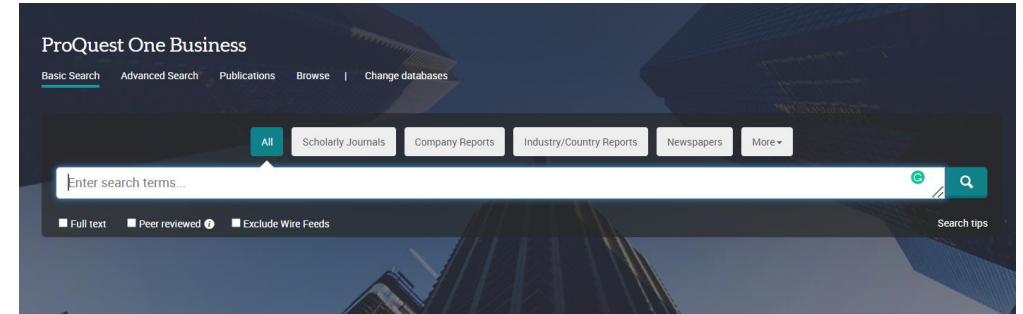 ProQuest One Business
Basic Search Advanced Search Publications Browse | Change databases
All Scholarly Journals Company Reports Industry/Country Reports Newspapers More
Enter search terms...
Full text Peer reviewed Exclude Wire Feeds Search tips